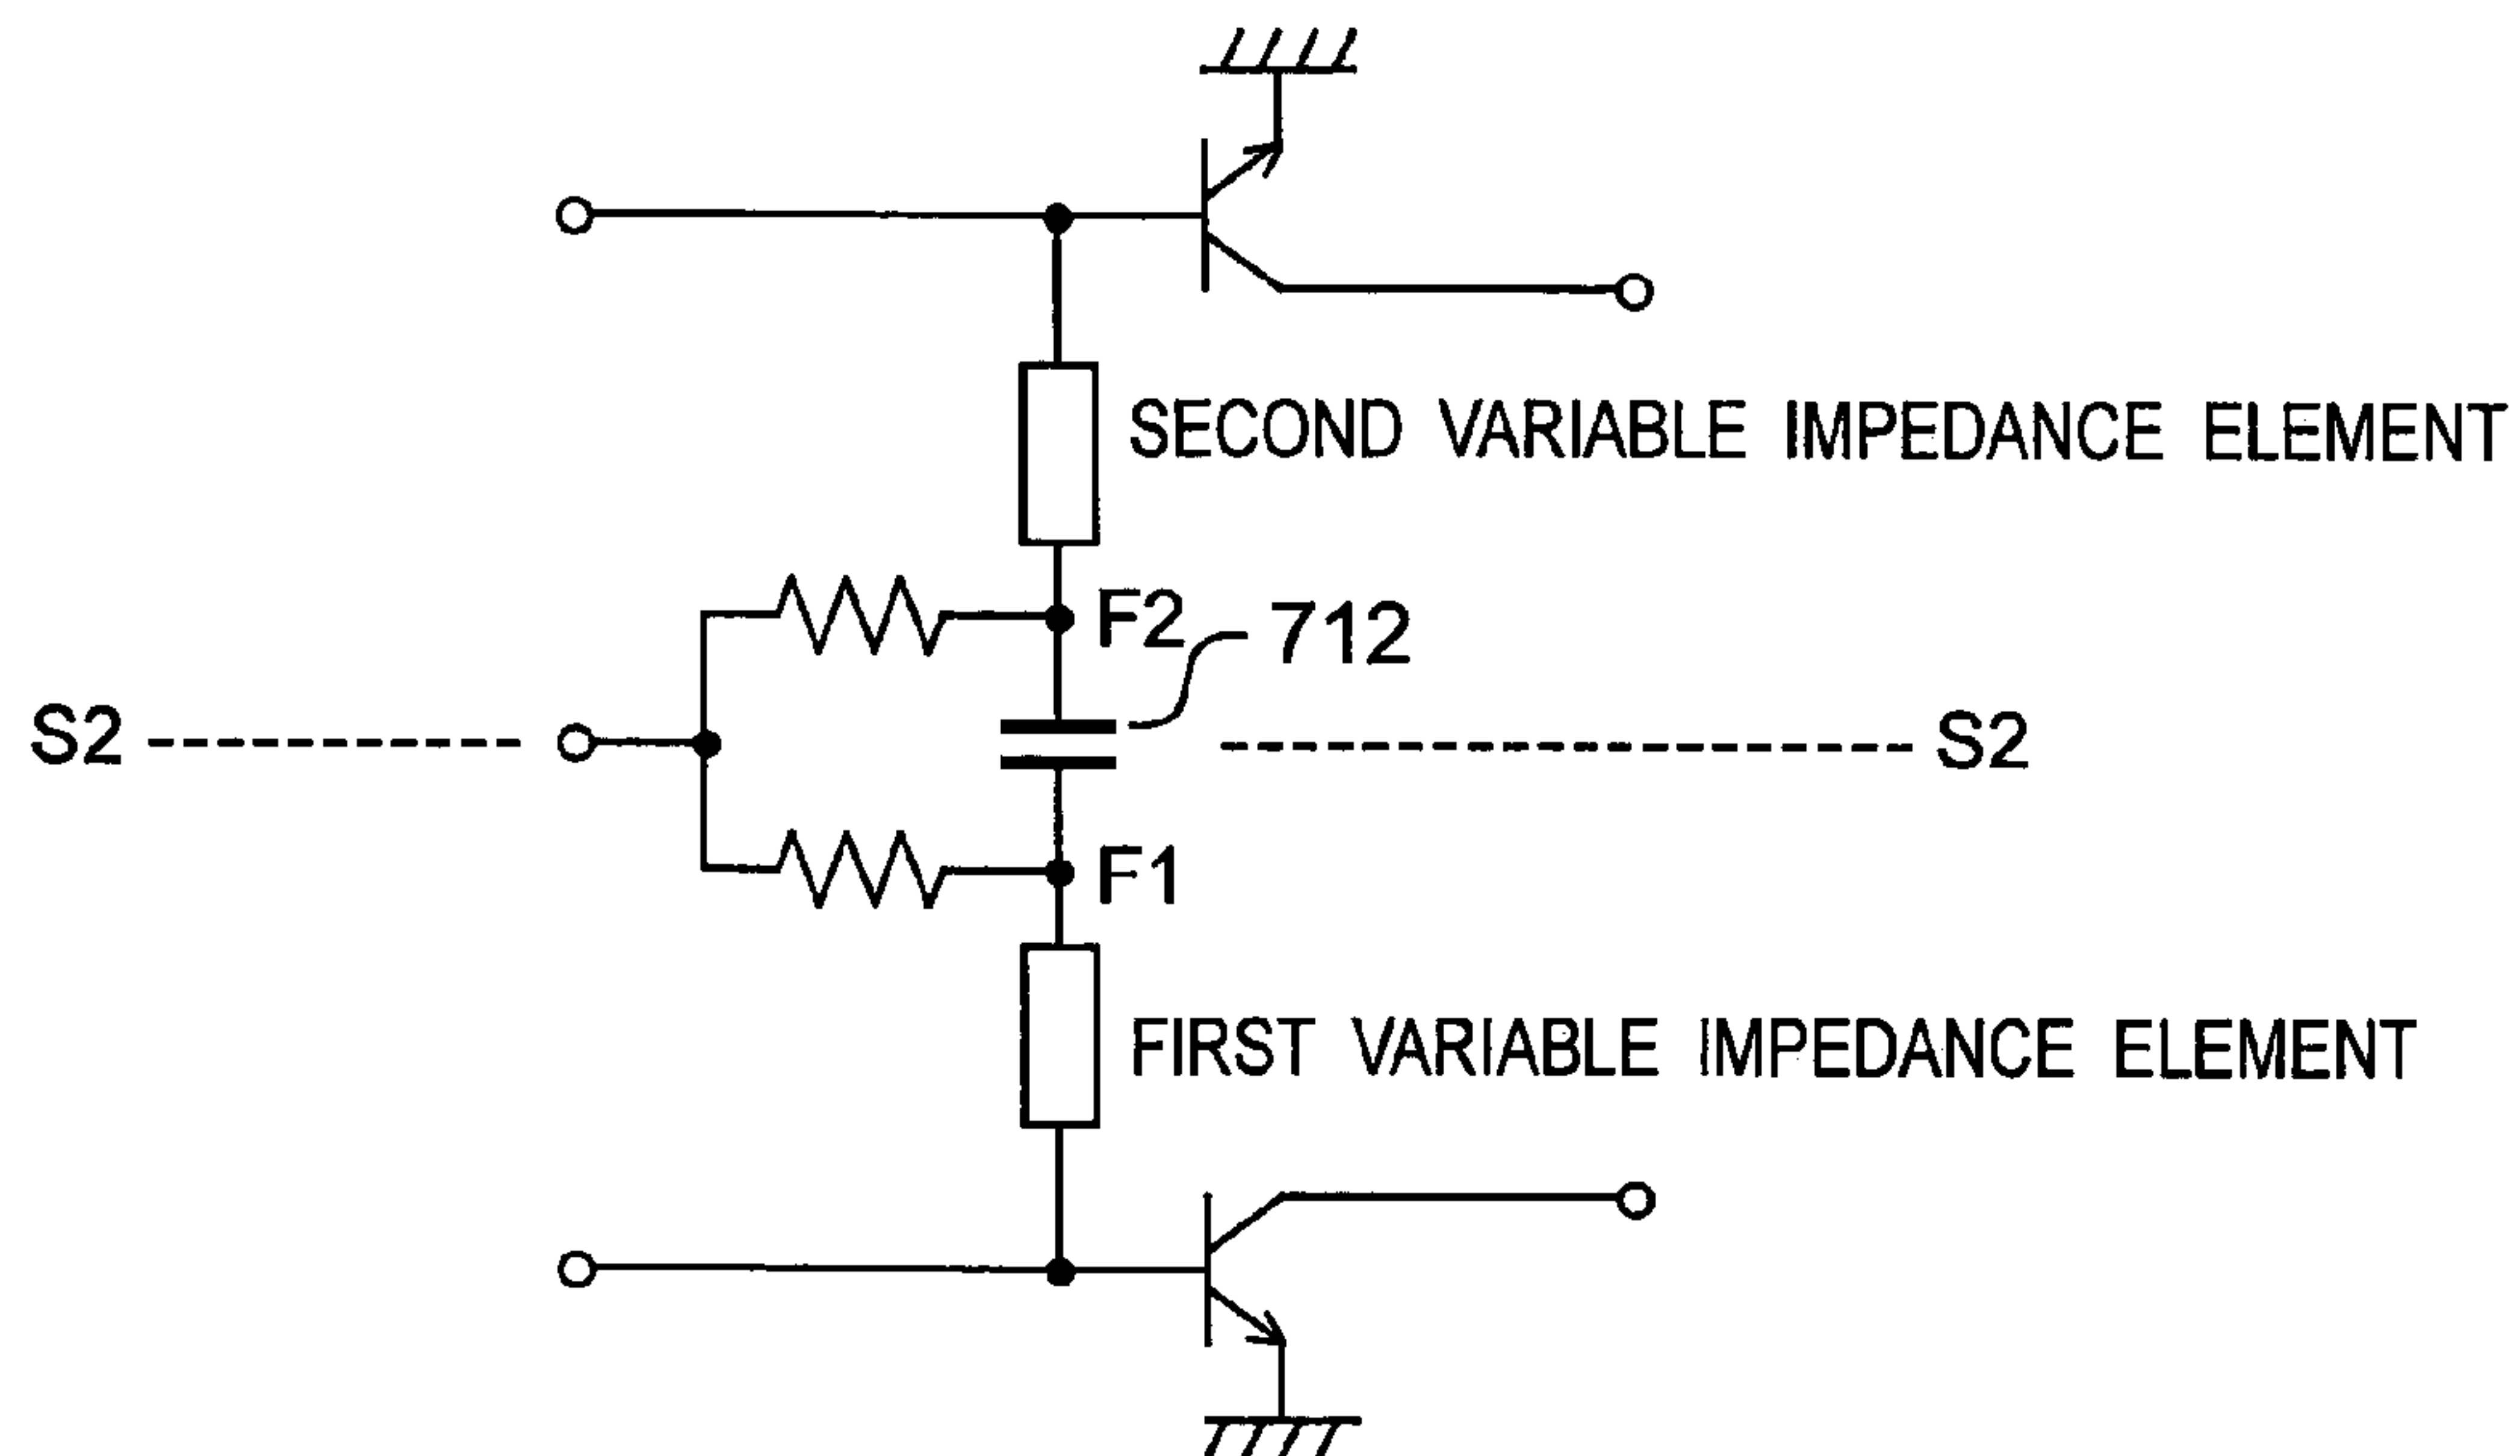 SECOND VARIABLE IMPEDANCE ELEMENT
F2
712
S2
S2
F1
FIRST VARIABLE IMPEDANCE ELEMENT